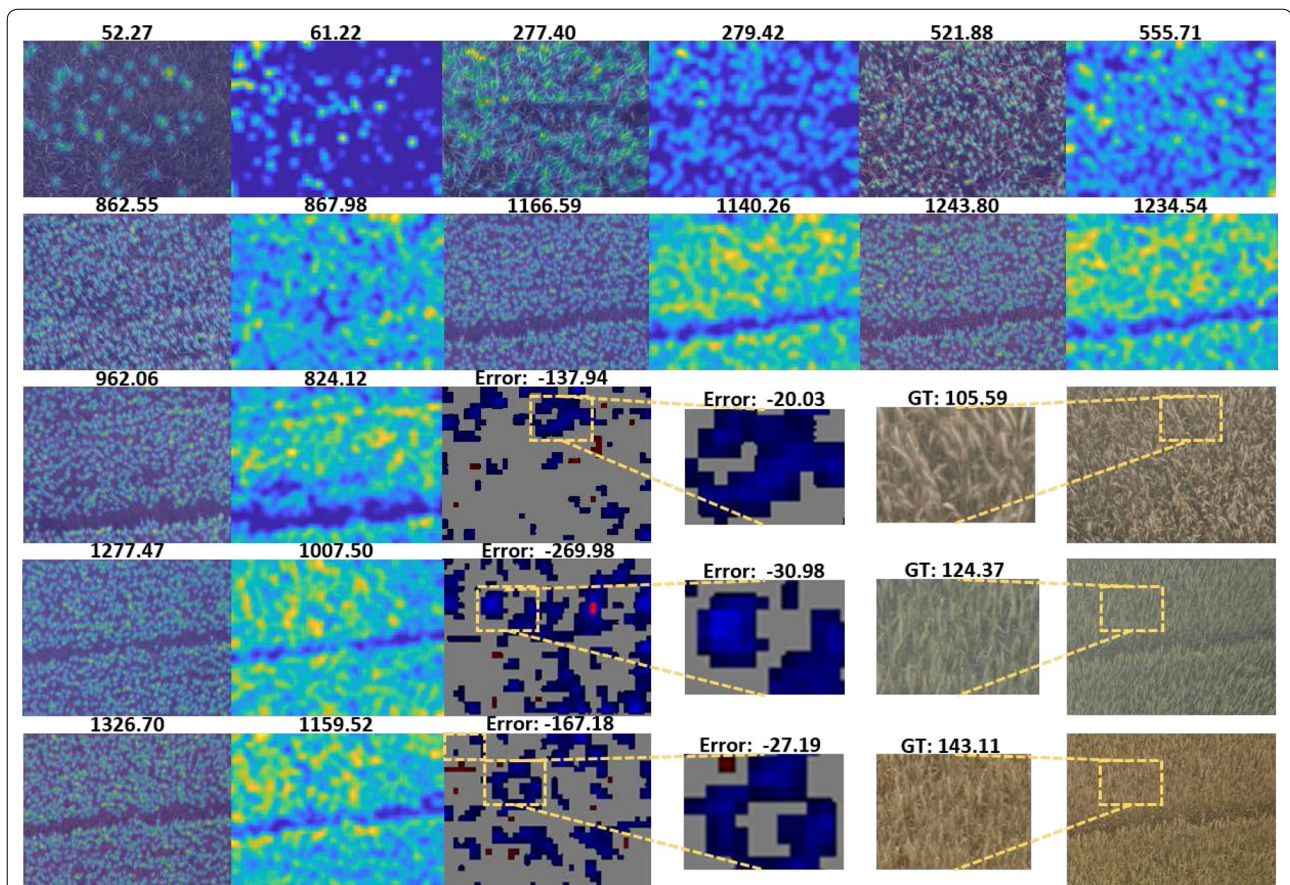 52.27 61.22 277.40 279.42 521.88 555.71
862.55 867.98 1166.59 1140.26 1243.80 1234.54
962.06 824.12 Error: -137.94 Error: -20.03 GT: 105.59
1277.47 1007.50 Error: -269.98 Error: -30.98 GT: 124.37
1326.70 1159.52 Error: -167.18 Error: -27.19 GT: 143.11